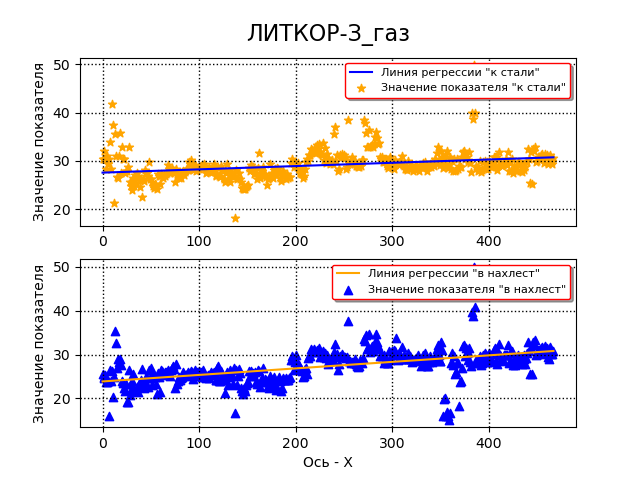 ЛИТКОР-З_газ
Значение показателя
50
40
30
20
Линия регрессии "к стали"
Значение показателя "к стали"
0
100
200
300
400
Значение показателя
50
40
30
20
Линия регрессии "в нахлест"
Значение показателя "в нахлест"
0
100
200
300
400
Ось - X